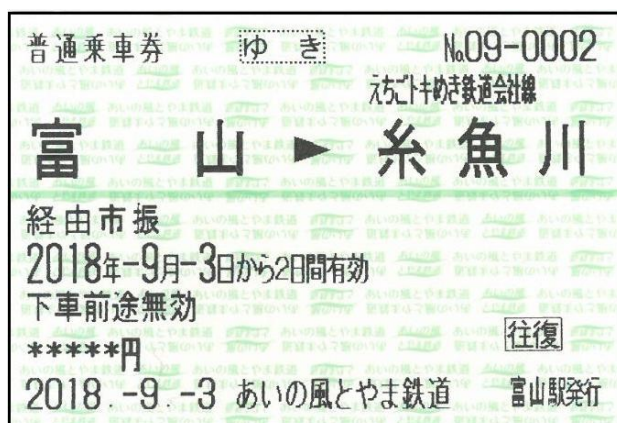 普通乗車券 ゆき №09-0002
えちごトキめき鉄道会社線
富山▶糸魚川
経由市振
2018年-9月-3日から2日間有効
下車前途無効
*****円 往復
2018.-9.-3 あいの風とやま鉄道 富山駅発行